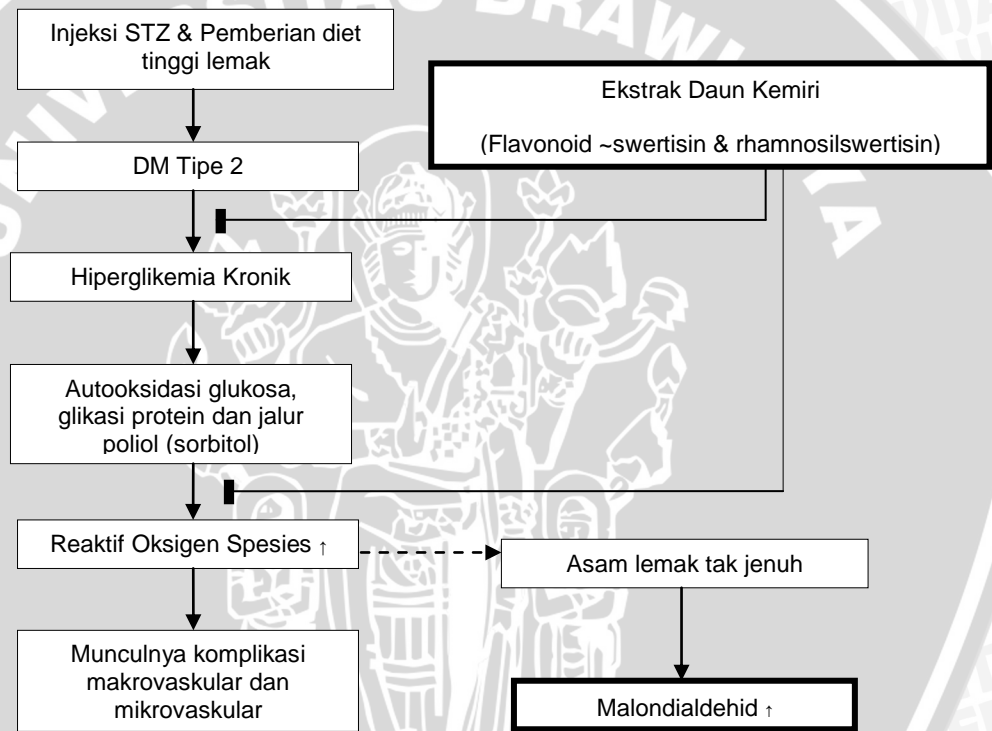 UNIVERSITAS BRAWIJAYA
Injeksi STZ & Pemberian diet
tinggi lemak
Ekstrak Daun Kemiri
(Flavonoid ~swertisin & rhamnosilswertisin)
DM Tipe 2
Hiperglikemia Kronik
Autooksidasi glukosa,
glikasi protein dan jalur
poliol (sorbitol)
Reaktif Oksigen Spesies ↑
Asam lemak tak jenuh
Munculnya komplikasi
makrovaskular dan
mikrovaskular
Malondialdehid ↑